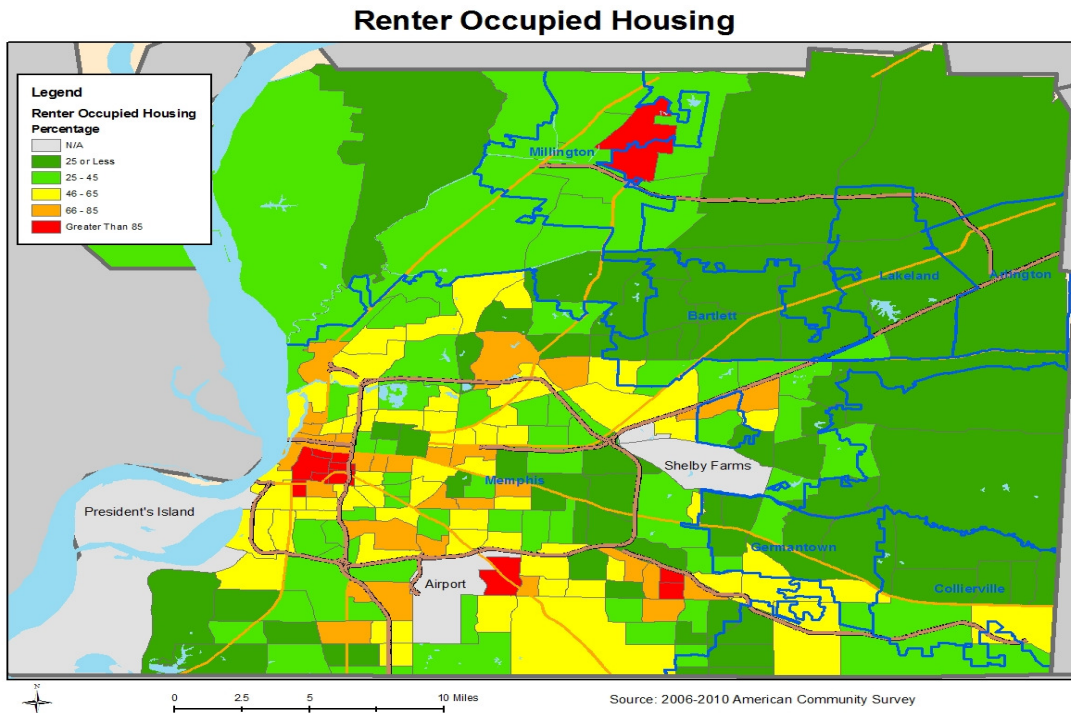 Renter Occupied Housing
Legend
Renter Occupied Housing
Percentage
N/A
25 or Less
25 - 45
46 - 65
66 - 85
Greater Than 85
Millington
Lakeland
Arlington
Bartlett
Shelby Farms
Memphis
President's Island
Germantown
Airport
Collierville
N
0 2.5 5 10 Miles
Source: 2006-2010 American Community Survey